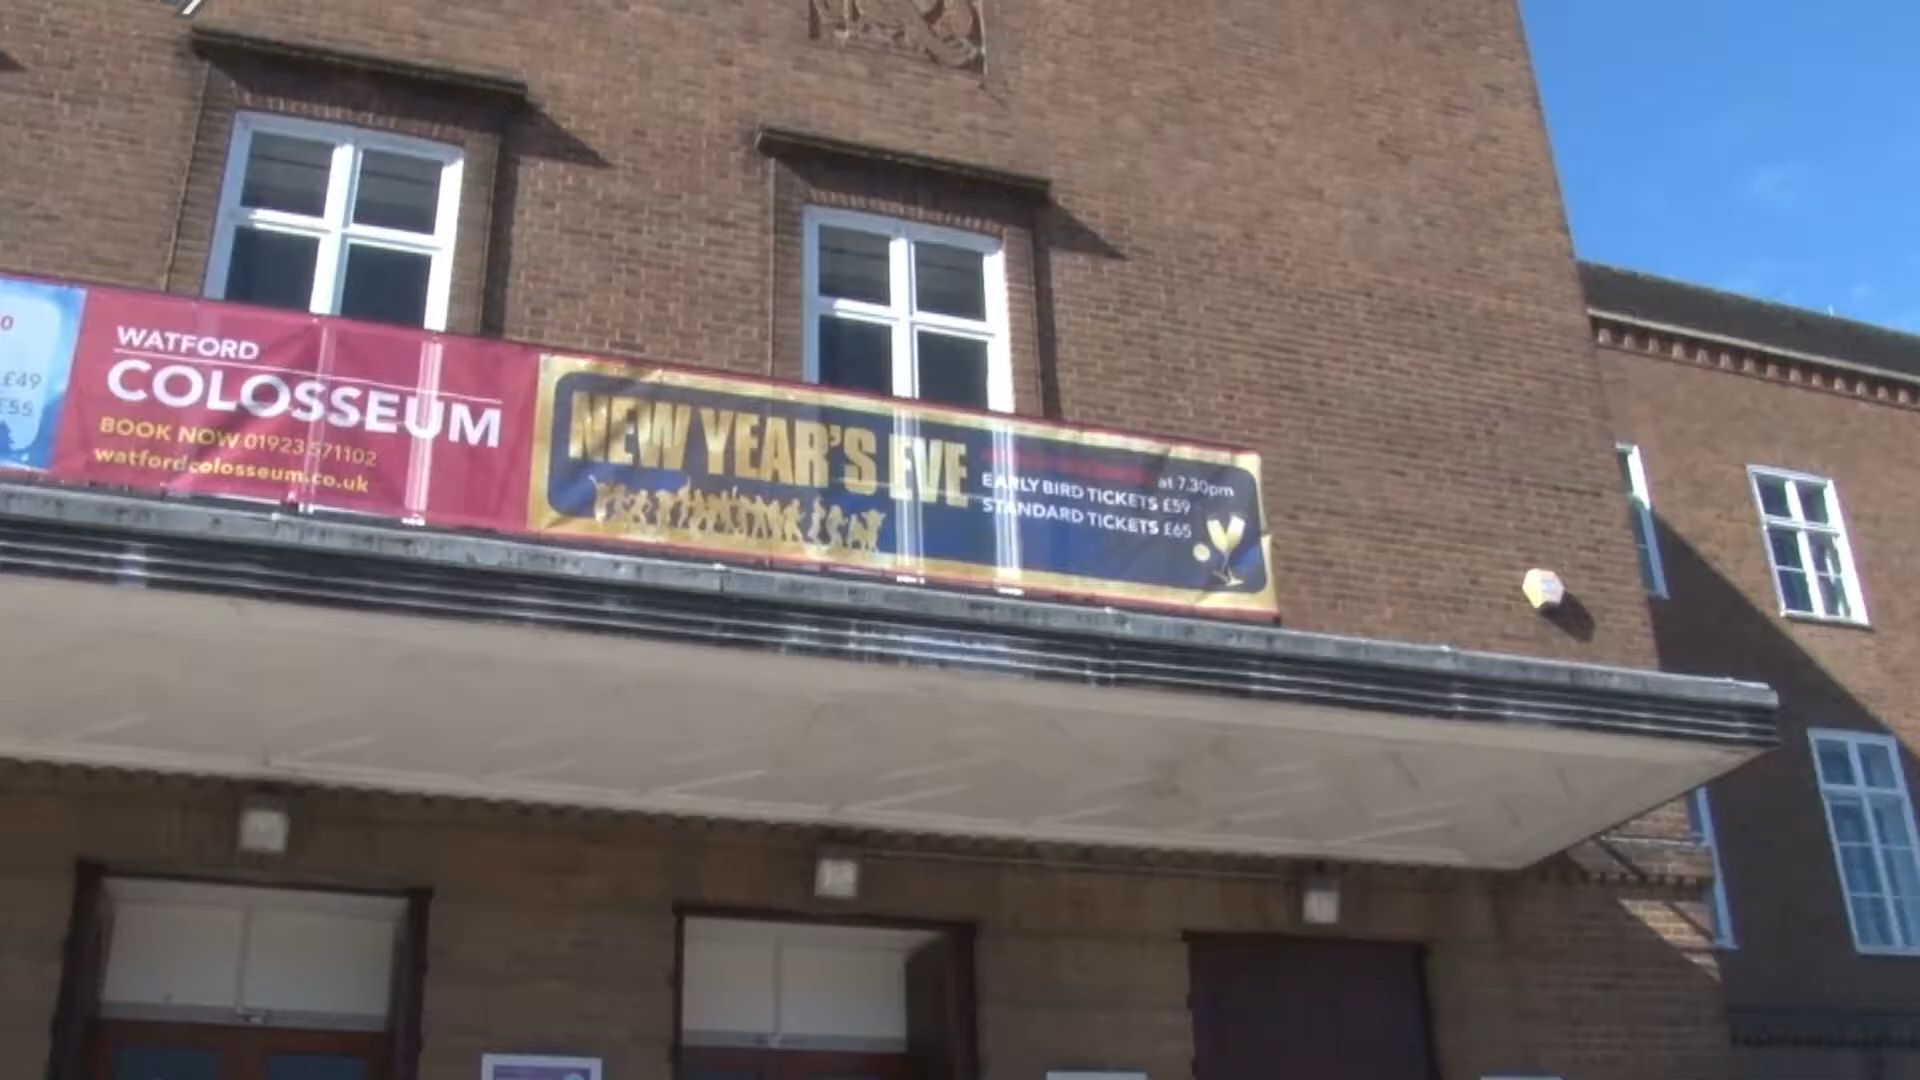 0
£49
£55
WATFORD
COLOSSEUM
BOOK NOW 01923 571102
watfordcolosseum.co.uk
NEW YEAR'S EVE
at 7.30pm
EARLY BIRD TICKETS £59
STANDARD TICKETS £65